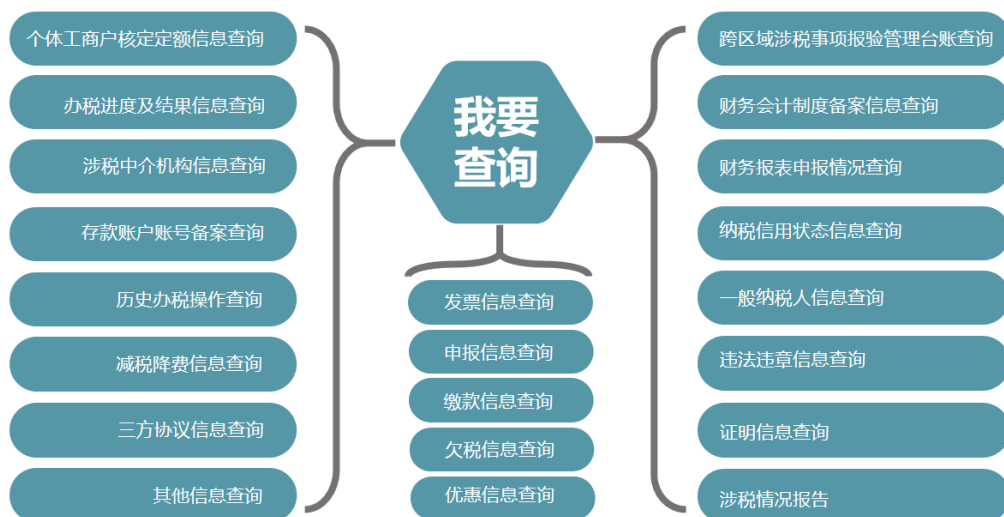 个体工商户核定定额信息查询
办税进度及结果信息查询
涉税中介机构信息查询
存款账户账号备案查询
历史办税操作查询
减税降费信息查询
三方协议信息查询
其他信息查询
我要
查询
发票信息查询
申报信息查询
缴款信息查询
欠税信息查询
优惠信息查询
跨区域涉税事项报验管理台账查询
财务会计制度备案信息查询
财务报表申报情况查询
纳税信用状态信息查询
一般纳税人信息查询
违法违章信息查询
证明信息查询
涉税情况报告